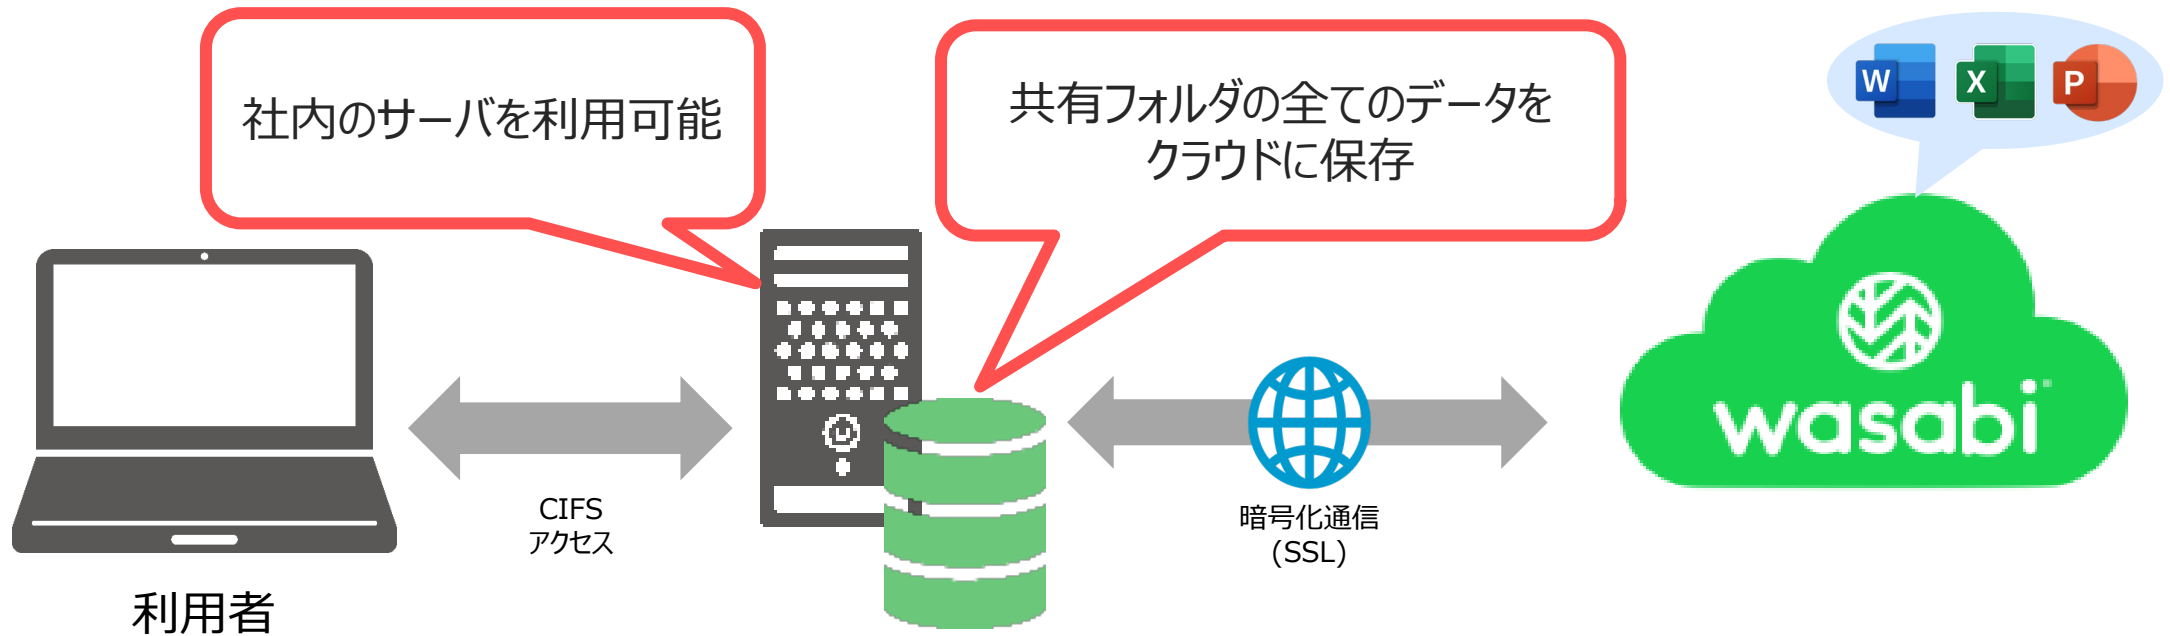 社内のサーバを利用可能
共有フォルダの全てのデータを
クラウドに保存
W
X
P
wasabi
CIFS
アクセス
暗号化通信
(SSL)
利用者